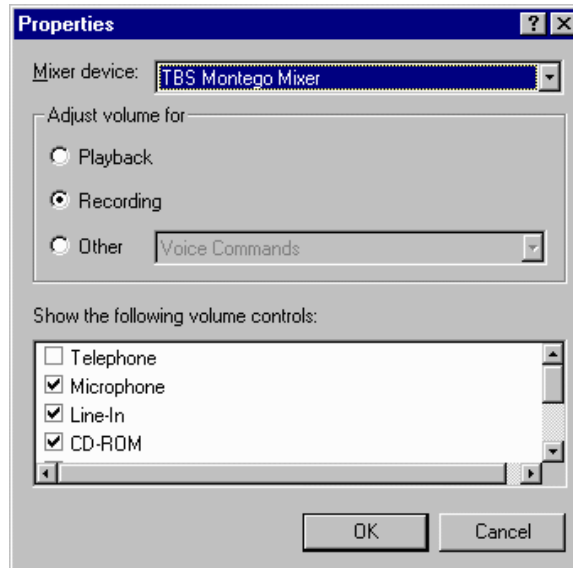 Properties
Mixer device: TBS Montego Mixer
Adjust volume for
Playback
Recording
Other Voice Commands
Show the following volume controls:
Telephone
Microphone
Line-In
CD-ROM
OK Cancel